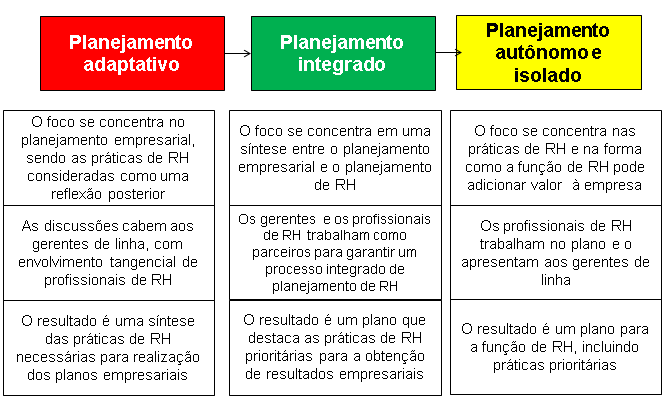 Planejamento
adaptativo
Planejamento
integrado
Planejamento
autônomo e
isolado
O foco se concentra no
planejamento empresarial,
sendo as práticas de RH
consideradas como uma
reflexão posterior
O foco se concentra em uma
síntese entre o planejamento
empresarial e o planejamento
de RH
O foco se concentra nas
práticas de RH e na forma
como a função de RH pode
adicionar valor à empresa
As discussões cabem aos
gerentes de linha, com
envolvimento tangencial de
profissionais de RH
Os gerentes e os profissionais
de RH trabalham como
parceiros para garantir um
processo integrado de
planejamento de RH
Os profissionais de RH
trabalham no plano e o
apresentam aos gerentes de
linha
O resultado é uma síntese
das práticas de RH
necessárias para realização
dos planos empresariais
O resultado é um plano que
destaca as práticas de RH
prioritárias para a obtenção
de resultados empresariais
O resultado é um plano para
a função de RH, incluindo
práticas prioritárias